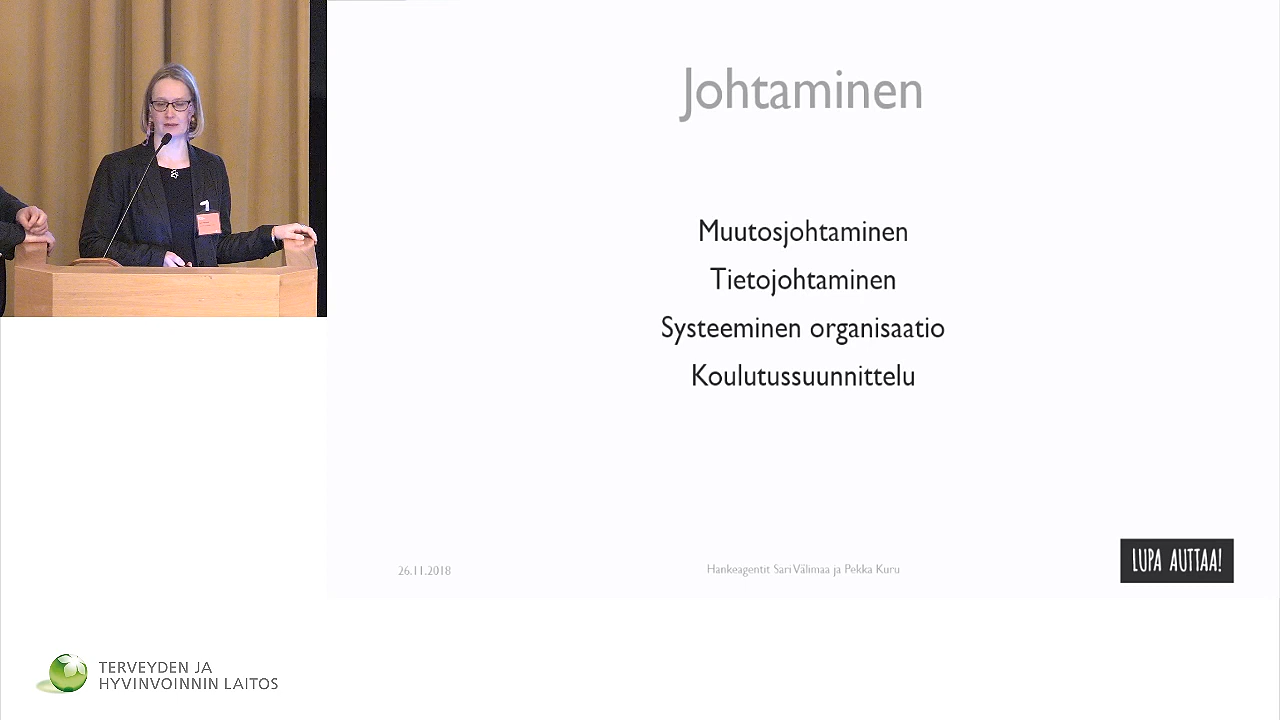 Johtaminen
Muutosjohtaminen
Tietojohtaminen
Systeeminen organisaatio
Koulutussuunnittelu
26.11.2018
Hankeagentit Sari Välimaa ja Pekka Kuru
LUPA AUTTAA!
TERVEYDEN JA
HYVINVOINNIN LAITOS